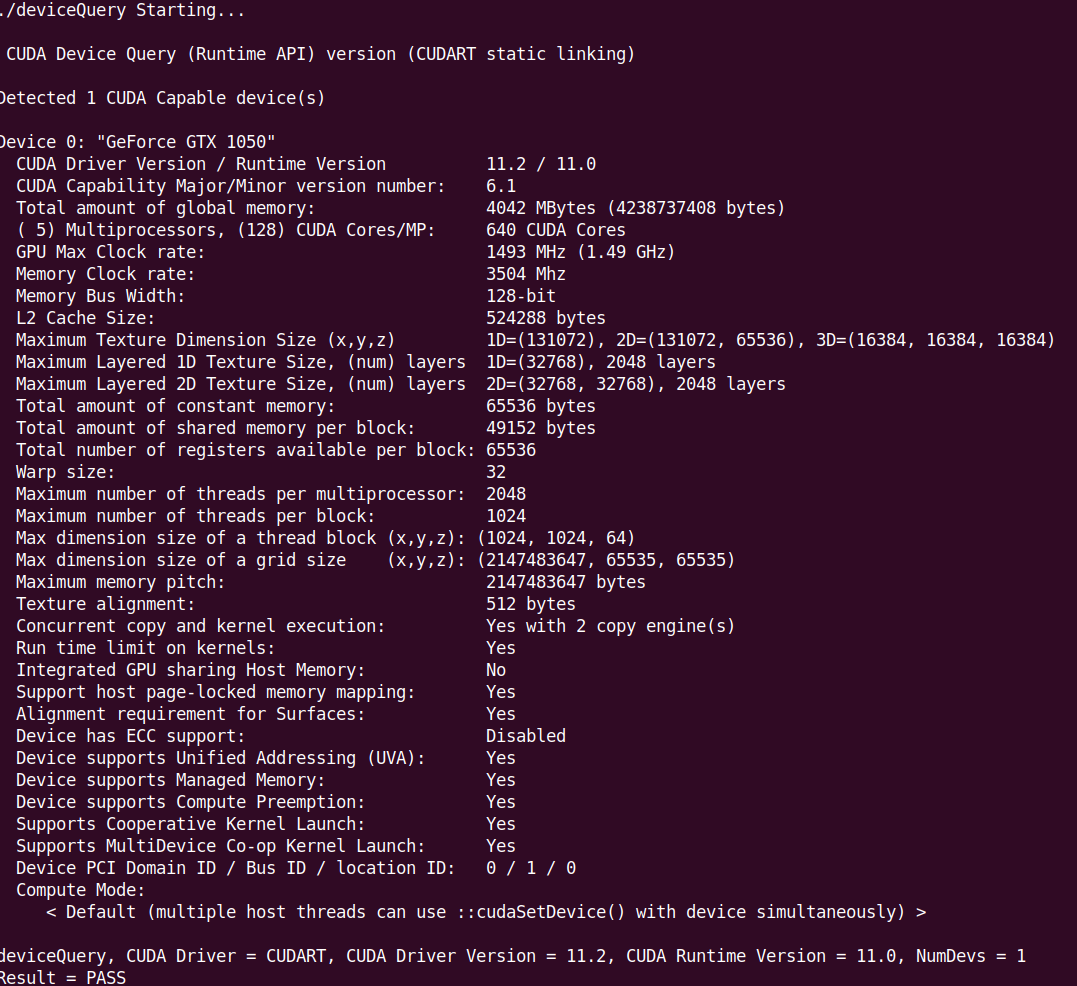 ./deviceQuery Starting...
CUDA Device Query (Runtime API) version (CUDART static linking)
Detected 1 CUDA Capable device(s)
Device 0: "GeForce GTX 1050"
CUDA Driver Version / Runtime Version 11.2 / 11.0
CUDA Capability Major/Minor version number: 6.1
Total amount of global memory: 4042 MBytes (4238737408 bytes)
( 5) Multiprocessors, (128) CUDA Cores/MP: 640 CUDA Cores
GPU Max Clock rate: 1493 MHz (1.49 GHz)
Memory Clock rate: 3504 Mhz
Memory Bus Width: 128-bit
L2 Cache Size: 524288 bytes
Maximum Texture Dimension Size (x,y,z) 1D=(131072), 2D=(131072, 65536), 3D=(16384, 16384, 16384)
Maximum Layered 1D Texture Size, (num) layers 1D=(32768), 2048 layers
Maximum Layered 2D Texture Size, (num) layers 2D=(32768, 32768), 2048 layers
Total amount of constant memory: 65536 bytes
Total amount of shared memory per block: 49152 bytes
Total number of registers available per block: 65536
Warp size: 32
Maximum number of threads per multiprocessor: 2048
Maximum number of threads per block: 1024
Max dimension size of a thread block (x,y,z): (1024, 1024, 64)
Max dimension size of a grid size (x,y,z): (2147483647, 65535, 65535)
Maximum memory pitch: 2147483647 bytes
Texture alignment: 512 bytes
Concurrent copy and kernel execution: Yes with 2 copy engine(s)
Run time limit on kernels: Yes
Integrated GPU sharing Host Memory: No
Support host page-locked memory mapping: Yes
Alignment requirement for Surfaces: Yes
Device has ECC support: Disabled
Device supports Unified Addressing (UVA): Yes
Device supports Managed Memory: Yes
Device supports Compute Preemption: Yes
Supports Cooperative Kernel Launch: Yes
Supports MultiDevice Co-op Kernel Launch: Yes
Device PCI Domain ID / Bus ID / location ID: 0 / 1 / 0
Compute Mode:
< Default (multiple host threads can use ::cudaSetDevice() with device simultaneously) >
deviceQuery, CUDA Driver = CUDART, CUDA Driver Version = 11.2, CUDA Runtime Version = 11.0, NumDevs = 1
Result = PASS